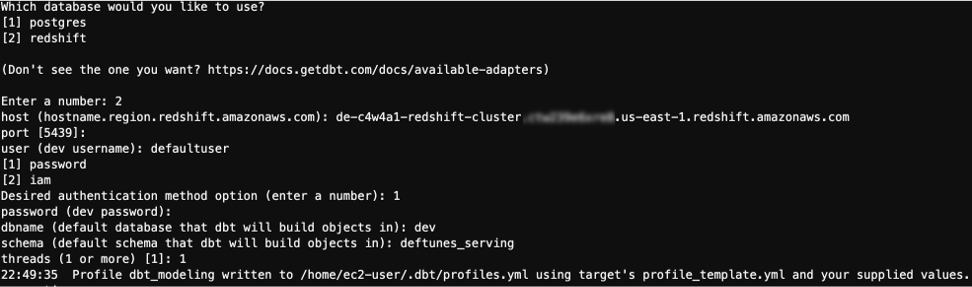 Which database would you like to use?
[1] postgres
[2] redshift
(Don't see the one you want? https://docs.getdbt.com/docs/available-adapters)
Enter a number: 2
host (hostname.region.redshift.amazonaws.com): de-c4w4a1-redshift-cluster .us-east-1.redshift.amazonaws.com
port [5439]:
user (dev username): defaultuser
[1] password
[2] iam
Desired authentication method option (enter a number): 1
password (dev password):
dbname (default database that dbt will build objects in): dev
schema (default schema that dbt will build objects in): deftunes_serving
threads (1 or more) [1]: 1
22:49:35  Profile dbt_modeling written to /home/ec2-user/.dbt/profiles.yml using target's profile_template.yml and your supplied values.